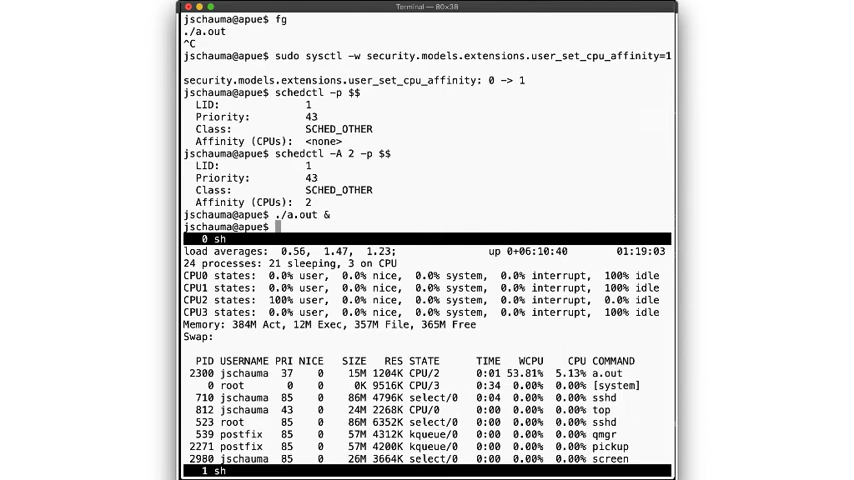 Terminal — 80×38
jschauma@apue$ fg
./a.out
^C
jschauma@apue$ sudo sysctl -w security.models.extensions.user_set_cpu_affinity=1
security.models.extensions.user_set_cpu_affinity: 0 -> 1
jschauma@apue$ schedctl -p $$
  LID:              1
  Priority:         43
  Class:            SCHED_OTHER
  Affinity (CPUs):  <none>
jschauma@apue$ schedctl -A 2 -p $$
  LID:              1
  Priority:         43
  Class:            SCHED_OTHER
  Affinity (CPUs):  2
jschauma@apue$ ./a.out &
jschauma@apue$
0 sh
load averages:  0.56,  1.47,  1.23;               up 0+06:10:40        01:19:03
24 processes: 21 sleeping, 3 on CPU
CPU0 states:  0.0% user,  0.0% nice,  0.0% system,  0.0% interrupt,  100% idle
CPU1 states:  0.0% user,  0.0% nice,  0.0% system,  0.0% interrupt,  100% idle
CPU2 states:  100% user,  0.0% nice,  0.0% system,  0.0% interrupt,  0.0% idle
CPU3 states:  0.0% user,  0.0% nice,  0.0% system,  0.0% interrupt,  100% idle
Memory: 384M Act, 12M Exec, 357M File, 365M Free
Swap:
  PID USERNAME PRI NICE   SIZE   RES STATE       TIME   WCPU    CPU COMMAND
 2300 jschauma  37    0    15M 1204K CPU/2       0:01 53.81%  5.13% a.out
    0 root       0    0     0K 9516K CPU/3       0:34  0.00%  0.00% [system]
  710 jschauma  85    0    86M 4796K select/0    0:04  0.00%  0.00% sshd
  812 jschauma  43    0    24M 2268K CPU/0       0:00  0.00%  0.00% top
  523 root      85    0    86M 6352K select/0    0:00  0.00%  0.00% sshd
  539 postfix   85    0    57M 4312K kqueue/0    0:00  0.00%  0.00% qmgr
 2271 postfix   85    0    57M 4200K kqueue/0    0:00  0.00%  0.00% pickup
 2980 jschauma  85    0    26M 3664K select/0    0:00  0.00%  0.00% screen
1 sh